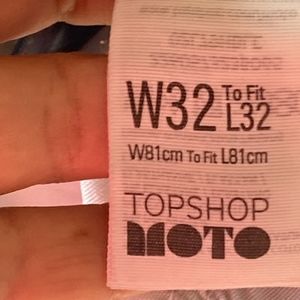 W32 To Fit L32
W81cm To Fit L81cm
TOPSHOP
MOTO